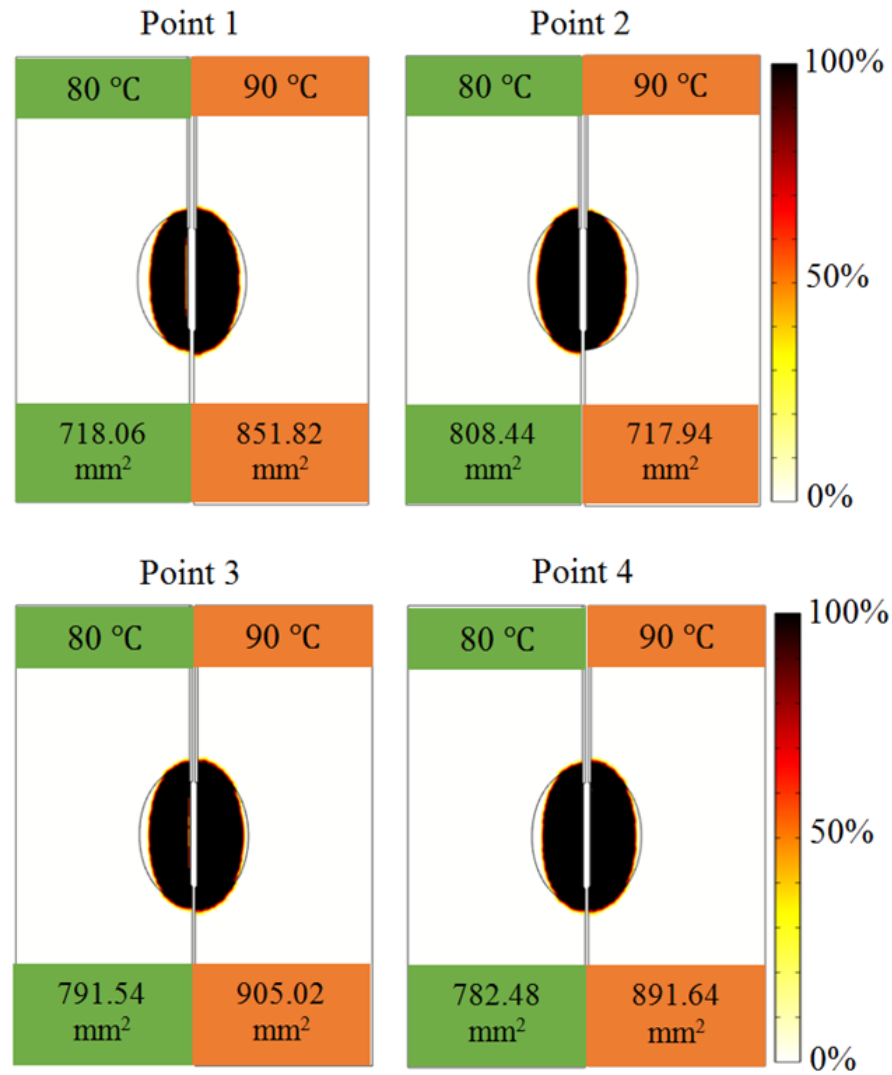 Point 1
Point 2
80 °C
90 °C
80 °C
90 °C
100%
50%
0%
718.06
mm²
851.82
mm²
808.44
mm²
717.94
mm²
Point 3
Point 4
80 °C
90 °C
80 °C
90 °C
100%
50%
0%
791.54
mm²
905.02
mm²
782.48
mm²
891.64
mm²